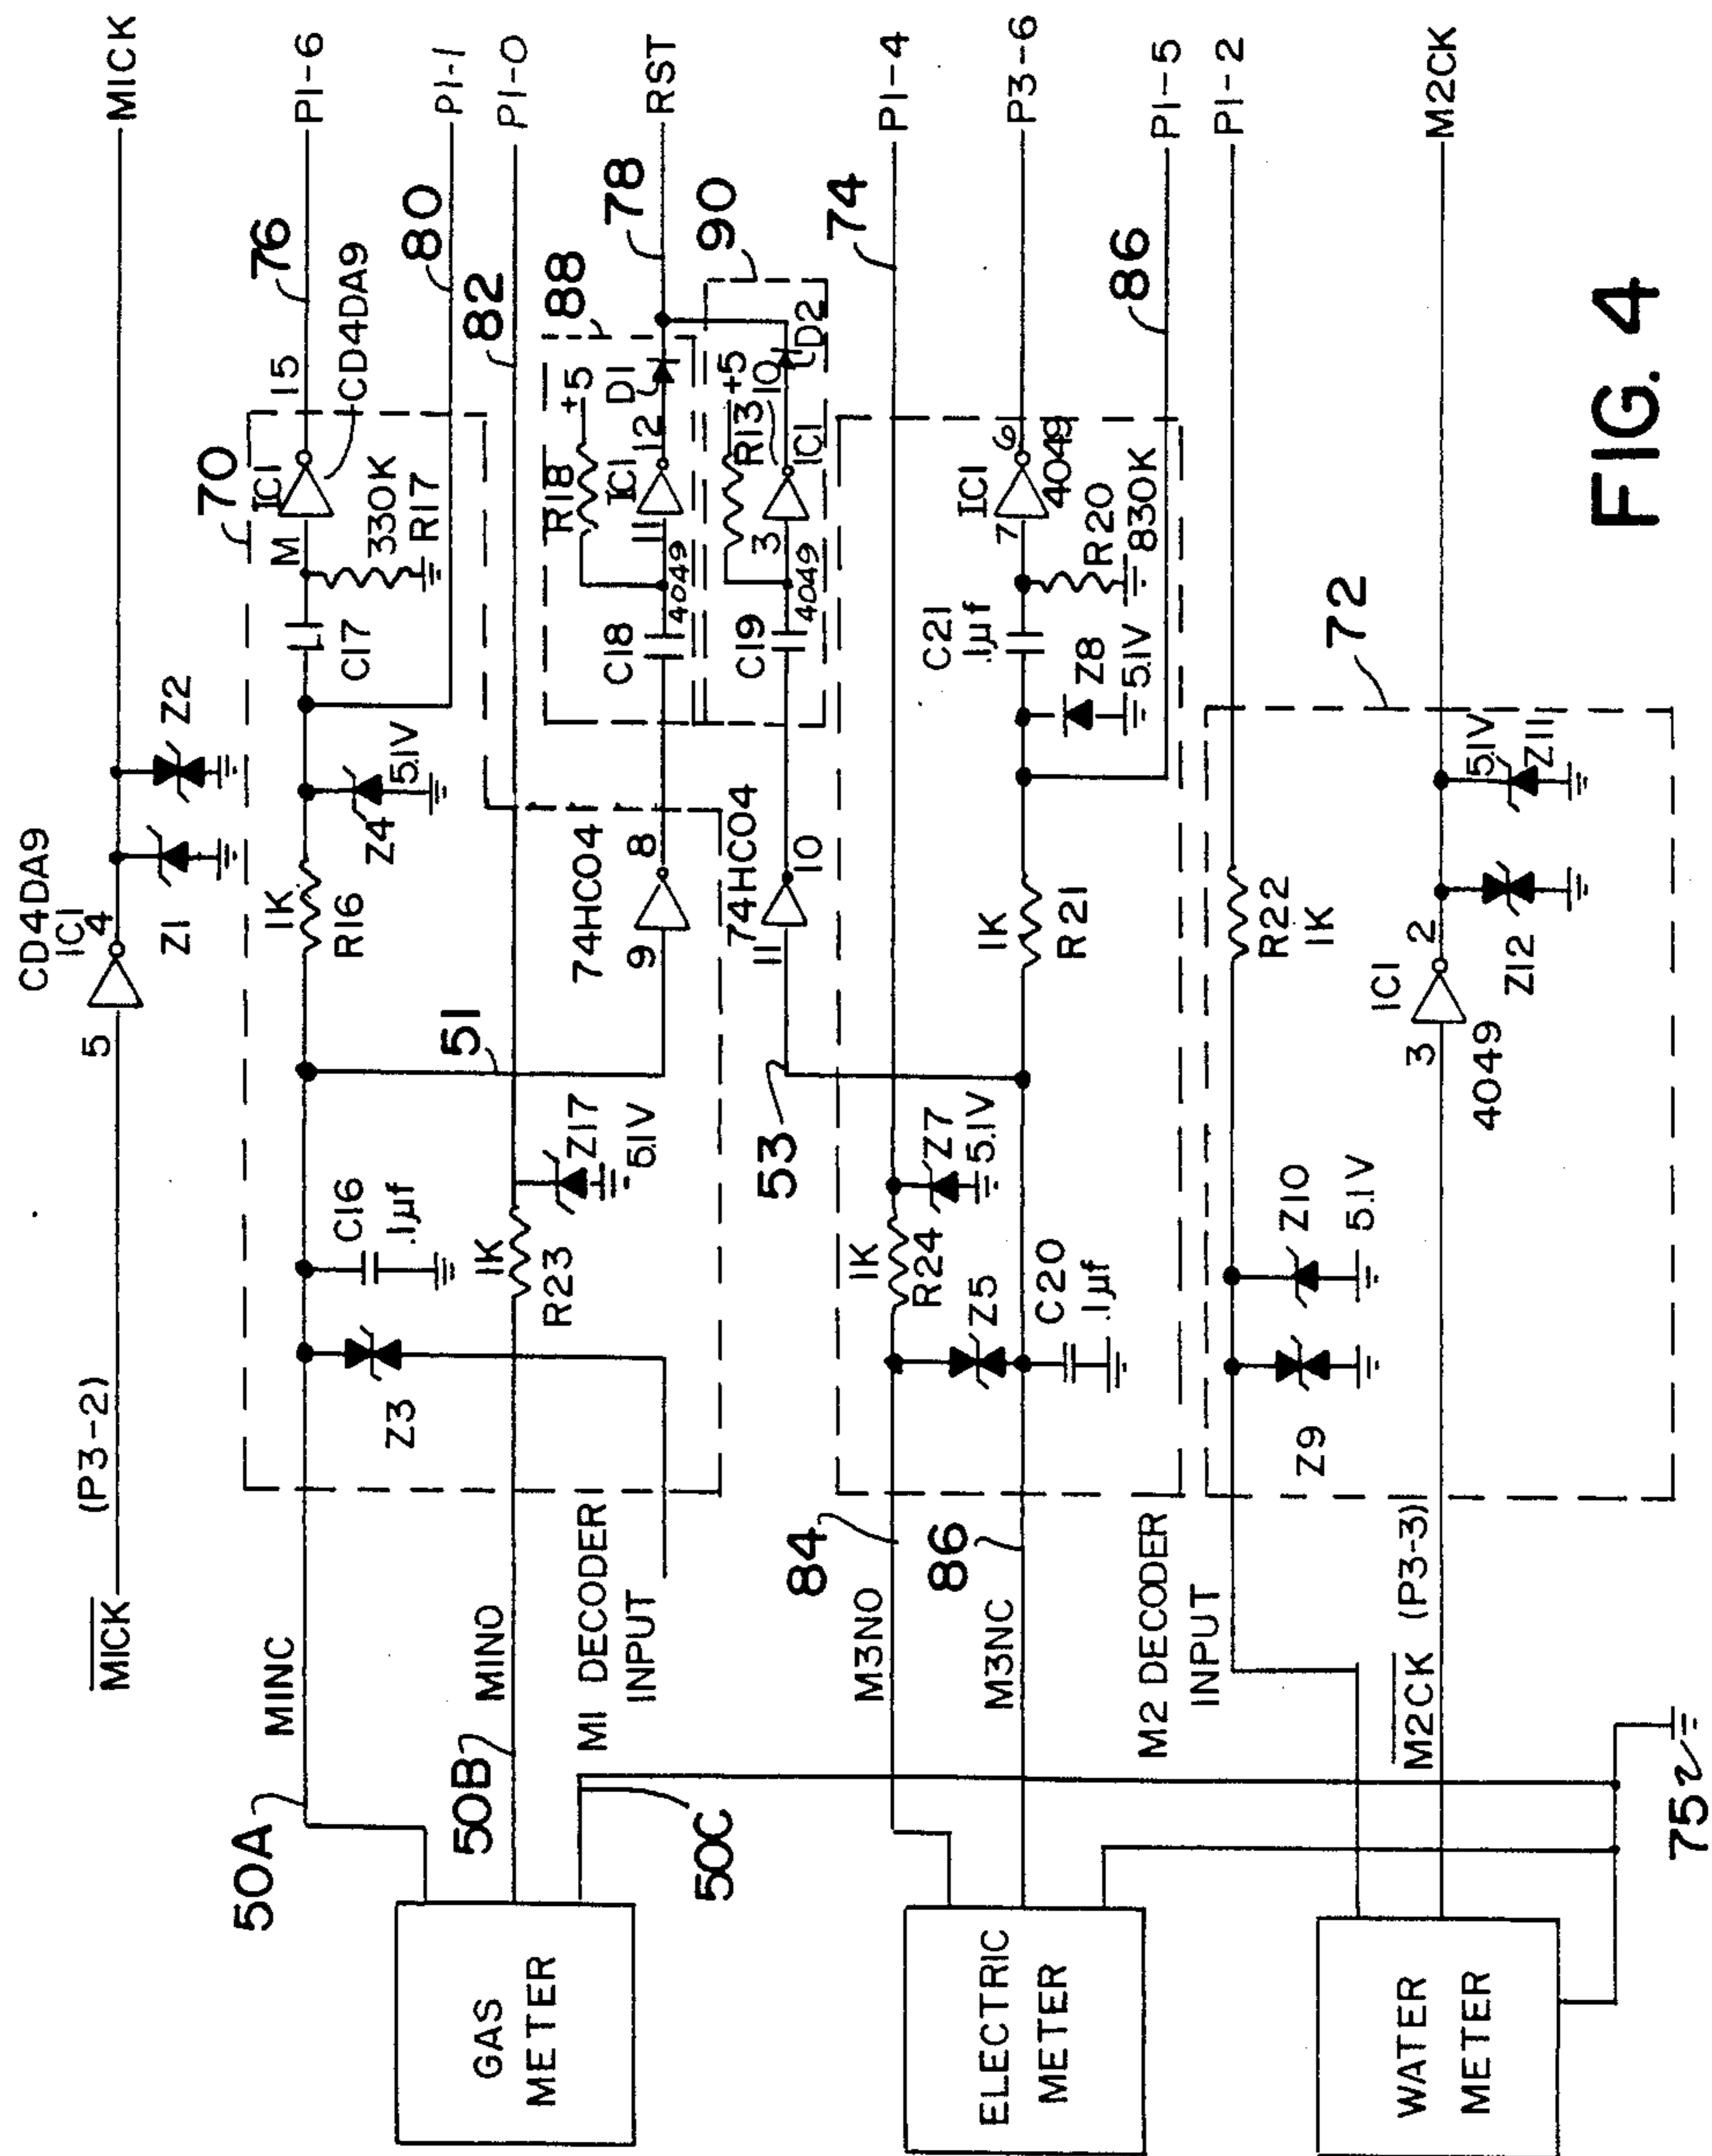 MICK
(P3-2)
5
CD4DA9
IC1
4
Z1
Z2
MICK
50A
MINC
Z3
C16
.1µf
1K
R16
Z4
5.1V
C17
70
M
330K
R17
IC1
15
CD4DA9
76
P1-6
80
P1-1
50B
MINO
1K
R23
Z17
5.1V
51
82
P1-0
M1 DECODER
INPUT
50C
GAS
METER
9
74HC04
8
C18
4049
R18
+5
11
IC1
12
D1
88
78
RST
53
11
74HC04
10
C19
4049
3
R13
+5
IC1
10
D2
90
84
M3NO
1K
R24
Z7
5.1V
74
P1-4
Z5
86
M3NC
C20
.1µf
1K
R21
C21
.1µf
Z8
5.1V
7
IC1
6
4049
R20
830K
P3-6
86
P1-5
ELECTRIC
METER
M2 DECODER
INPUT
Z9
Z10
5.1V
R22
1K
72
P1-2
M2CK (P3-3)
3
IC1
2
4049
Z12
5.1V
Z11
M2CK
WATER
METER
75
FIG. 4